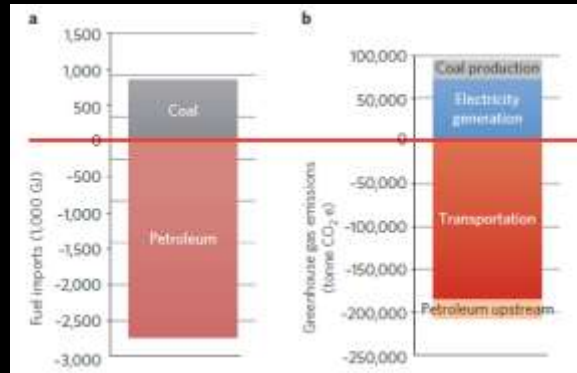 a
1,500
1,000
500
0
-500
-1,000
-1,500
-2,000
-2,500
-3,000
Fuel imports (1,000 GJ)
Coal
Petroleum
b
100,000
50,000
0
-50,000
-100,000
-150,000
-200,000
-250,000
Greenhouse gas emissions
(tonne CO₂ e)
Coal production
Electricity
generation
Transportation
Petroleum upstream